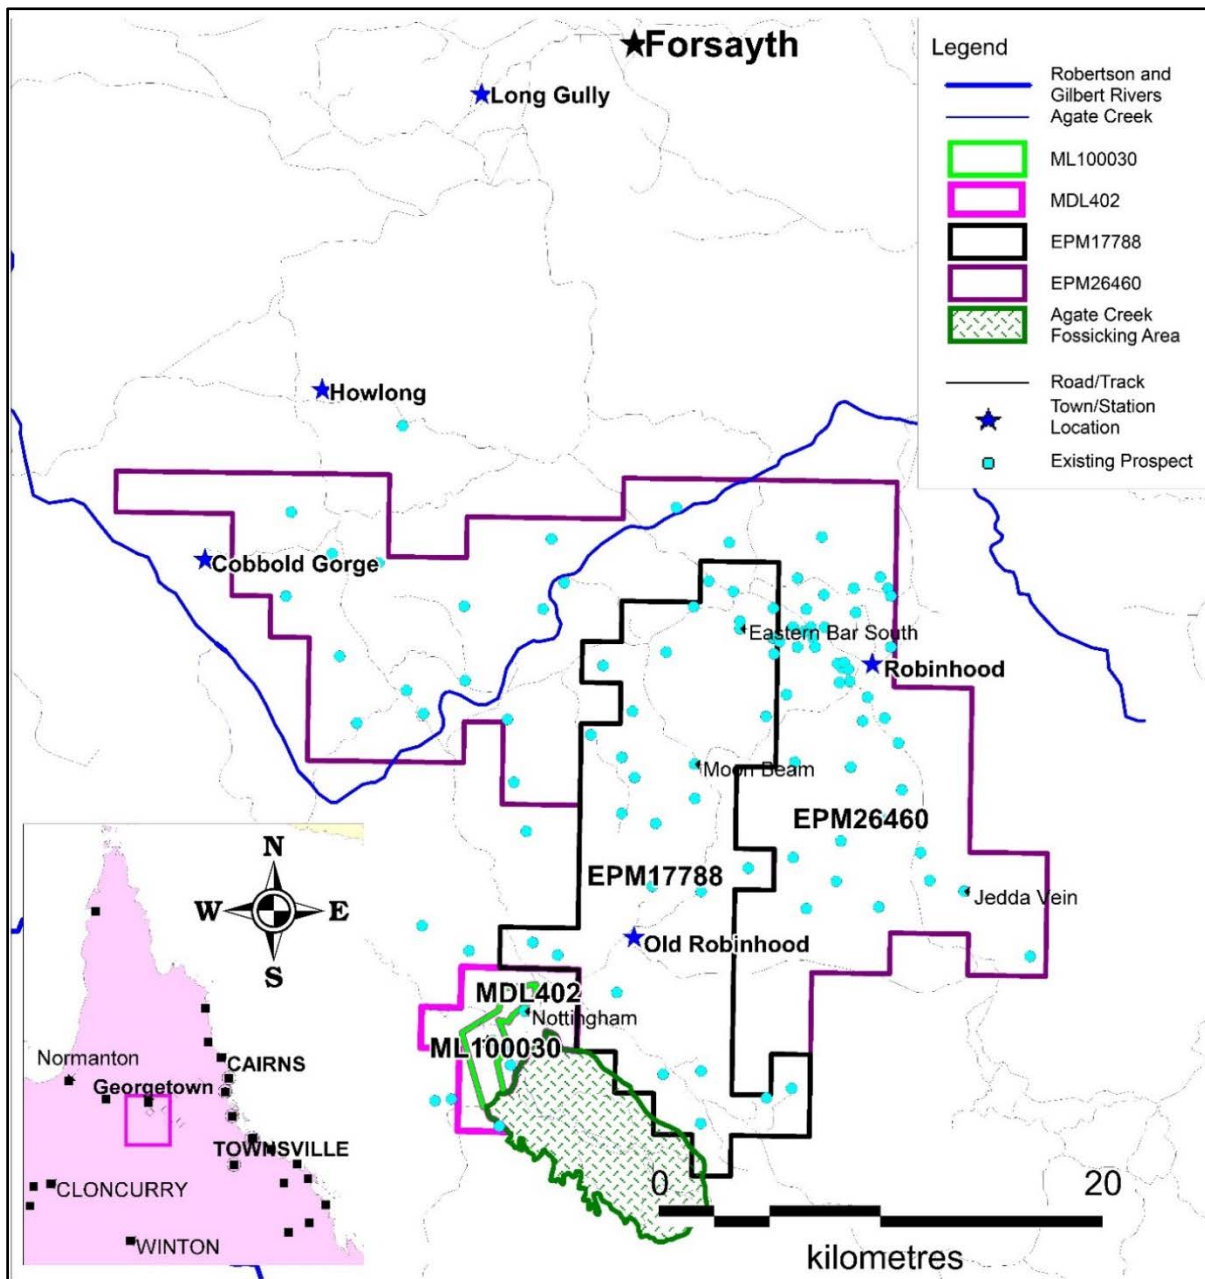 Forsayth
Long Gully
Legend
Robertson and
Gilbert Rivers
Agate Creek
ML100030
MDL402
EPM17788
EPM26460
Agate Creek
Fossicking Area
Road/Track
Town/Station
Location
Existing Prospect
Howlong
Cobbold Gorge
Eastern Bar South
Robinhood
Moon Beam
EPM26460
EPM17788
Jedda Vein
Old Robinhood
MDL402
Nottingham
ML100030
N
W E
S
Normanton
CAIRNS
Georgetown
TOWNSVILLE
CLONCURRY
WINTON
0 20
kilometres